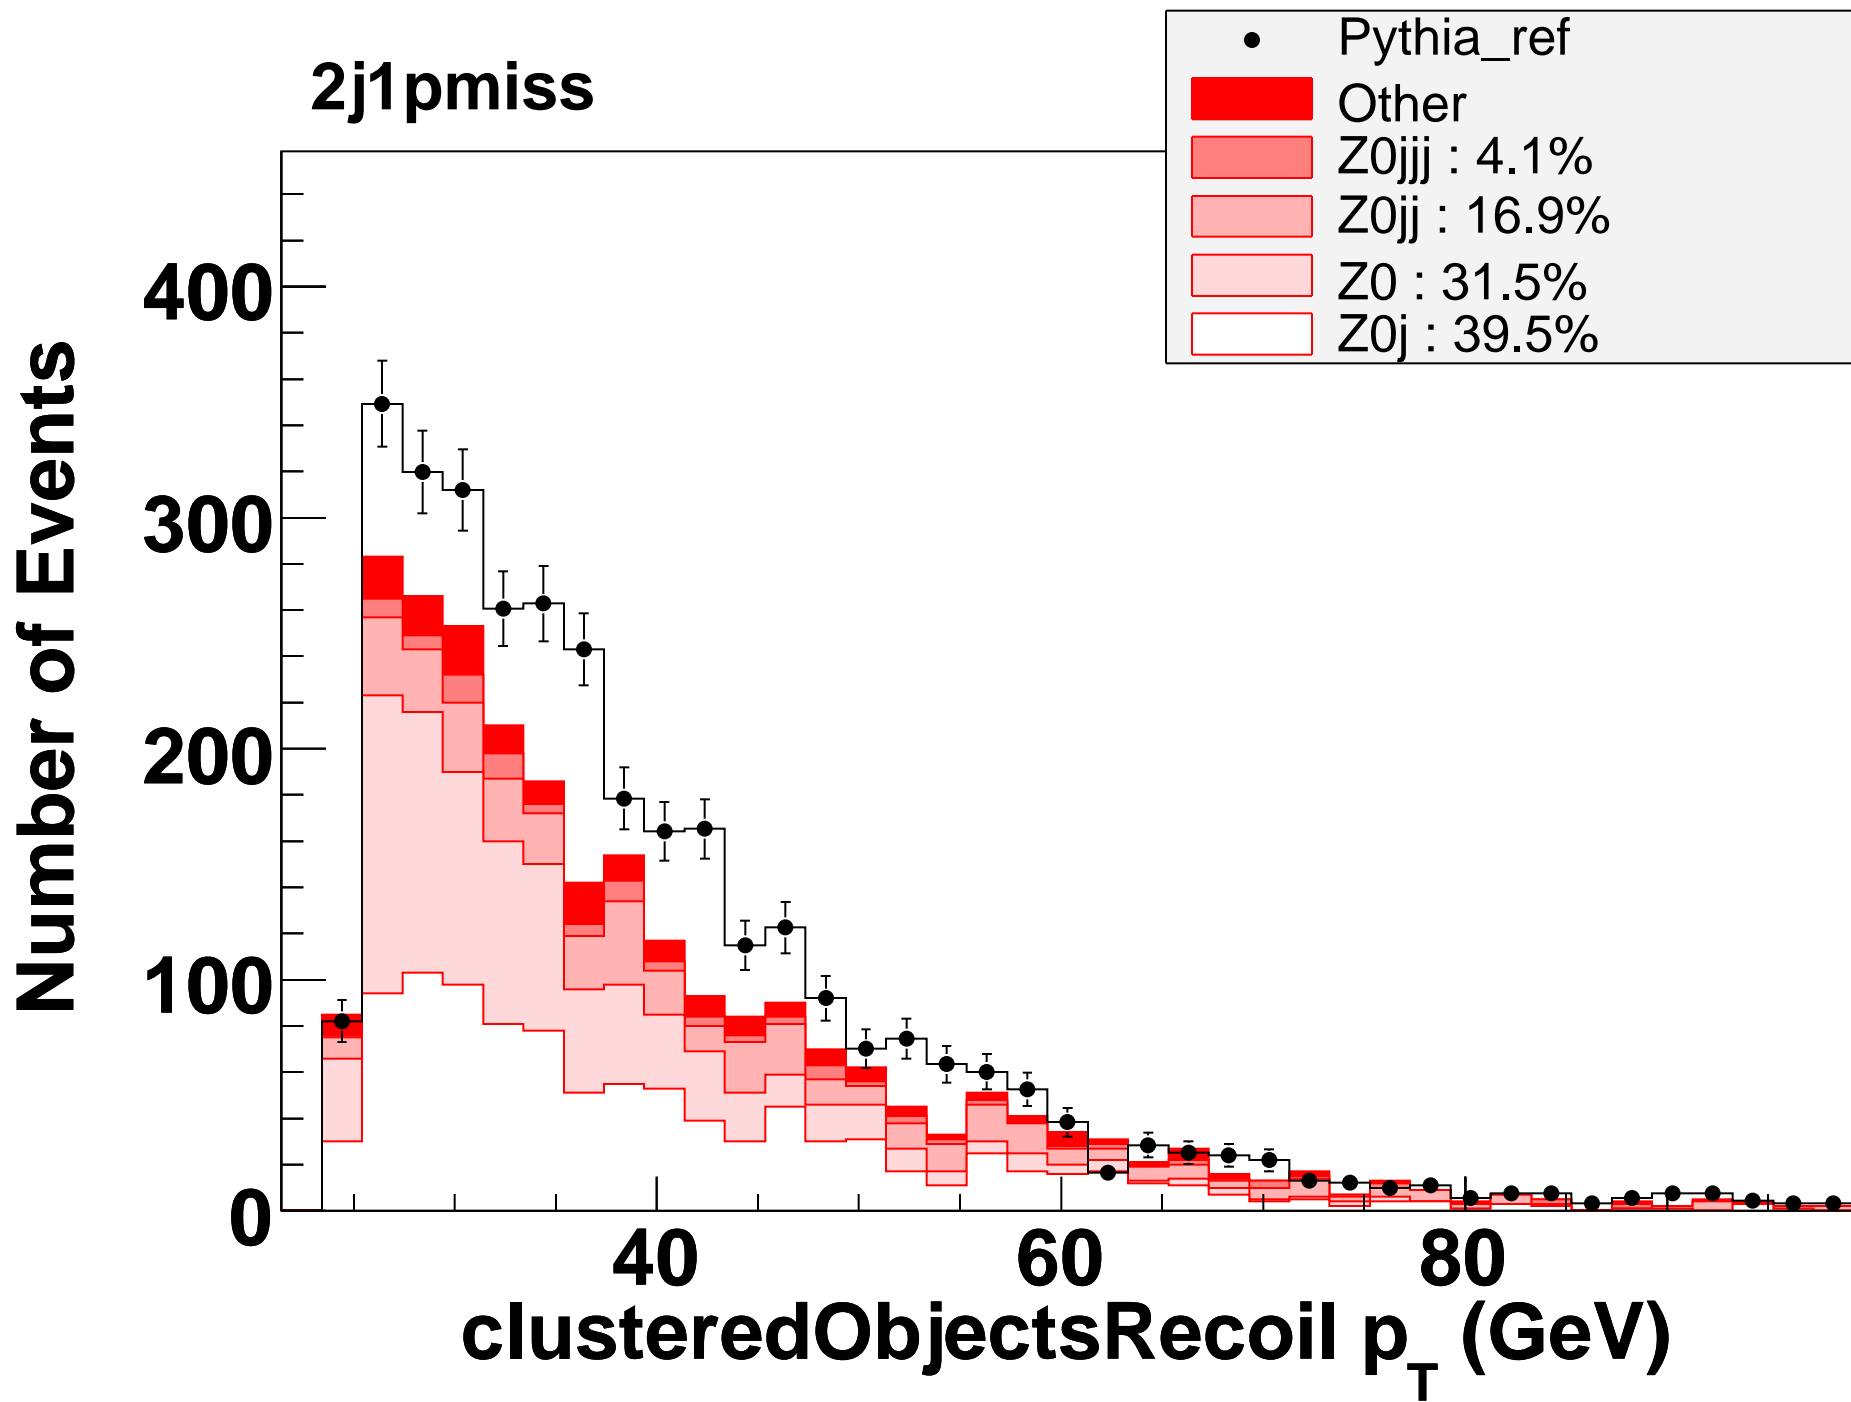 2j1pmiss
Pythia_ref
Other
Z0jjj : 4.1%
Z0jj : 16.9%
Z0 : 31.5%
Z0j : 39.5%
Number of Events
400
300
200
100
0
40 60 80
clusteredObjectsRecoil p_T (GeV)